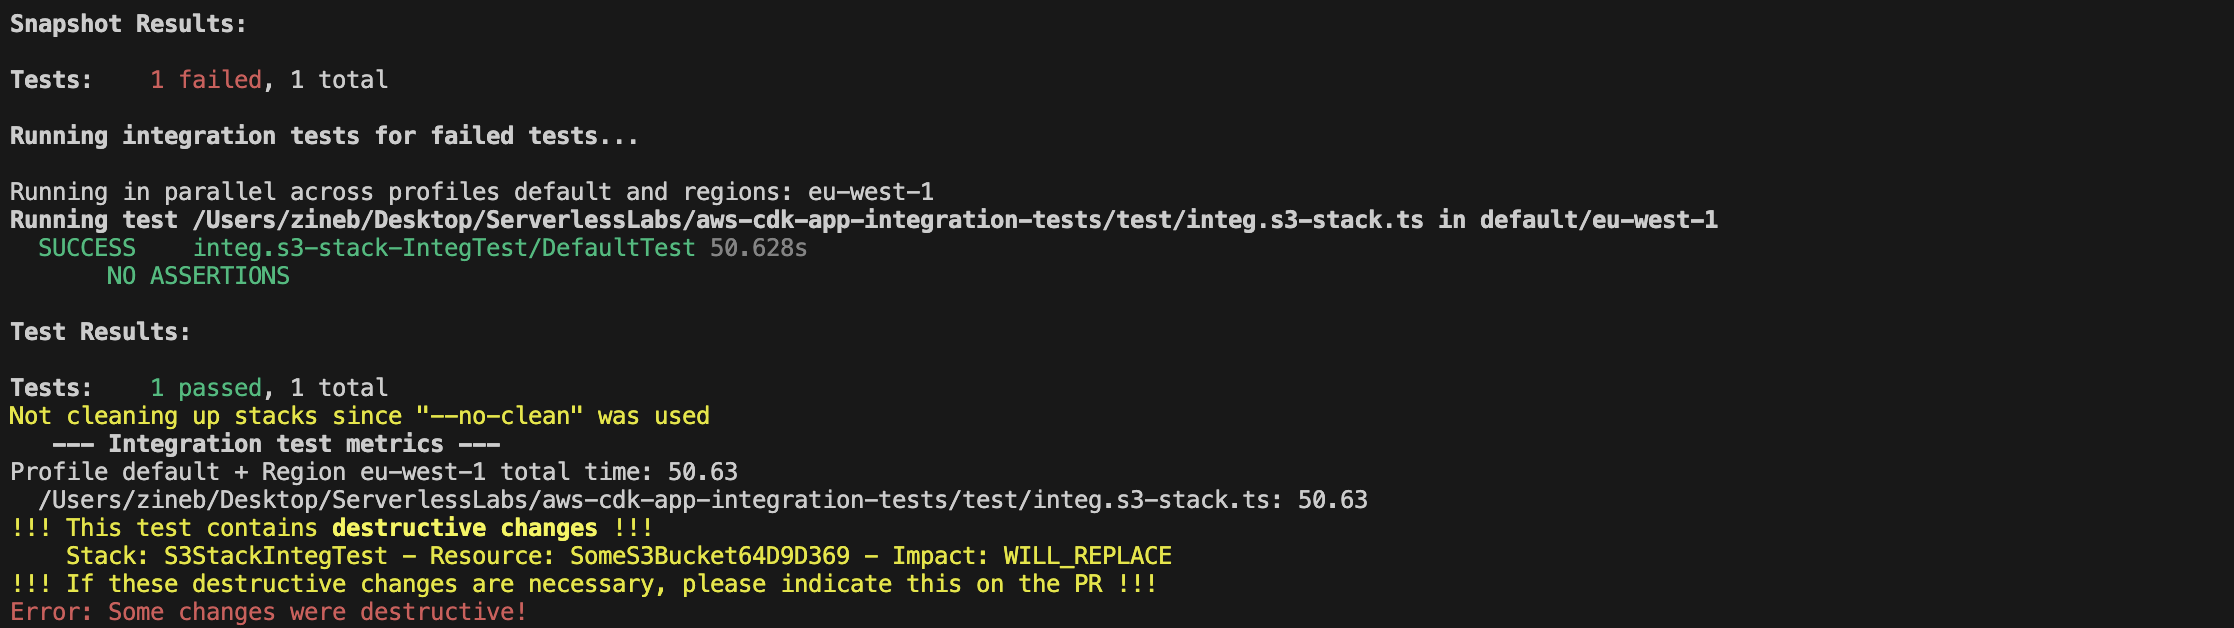 Snapshot Results:
Tests:    1 failed, 1 total
Running integration tests for failed tests...
Running in parallel across profiles default and regions: eu-west-1
Running test /Users/zineb/Desktop/ServerlessLabs/aws-cdk-app-integration-tests/test/integ.s3-stack.ts in default/eu-west-1
  SUCCESS    integ.s3-stack-IntegTest/DefaultTest 50.628s
       NO ASSERTIONS
Test Results:
Tests:    1 passed, 1 total
Not cleaning up stacks since "--no-clean" was used
   --- Integration test metrics ---
Profile default + Region eu-west-1 total time: 50.63
  /Users/zineb/Desktop/ServerlessLabs/aws-cdk-app-integration-tests/test/integ.s3-stack.ts: 50.63
!!! This test contains destructive changes !!!
    Stack: S3StackIntegTest - Resource: SomeS3Bucket64D9D369 - Impact: WILL_REPLACE
!!! If these destructive changes are necessary, please indicate this on the PR !!!
Error: Some changes were destructive!